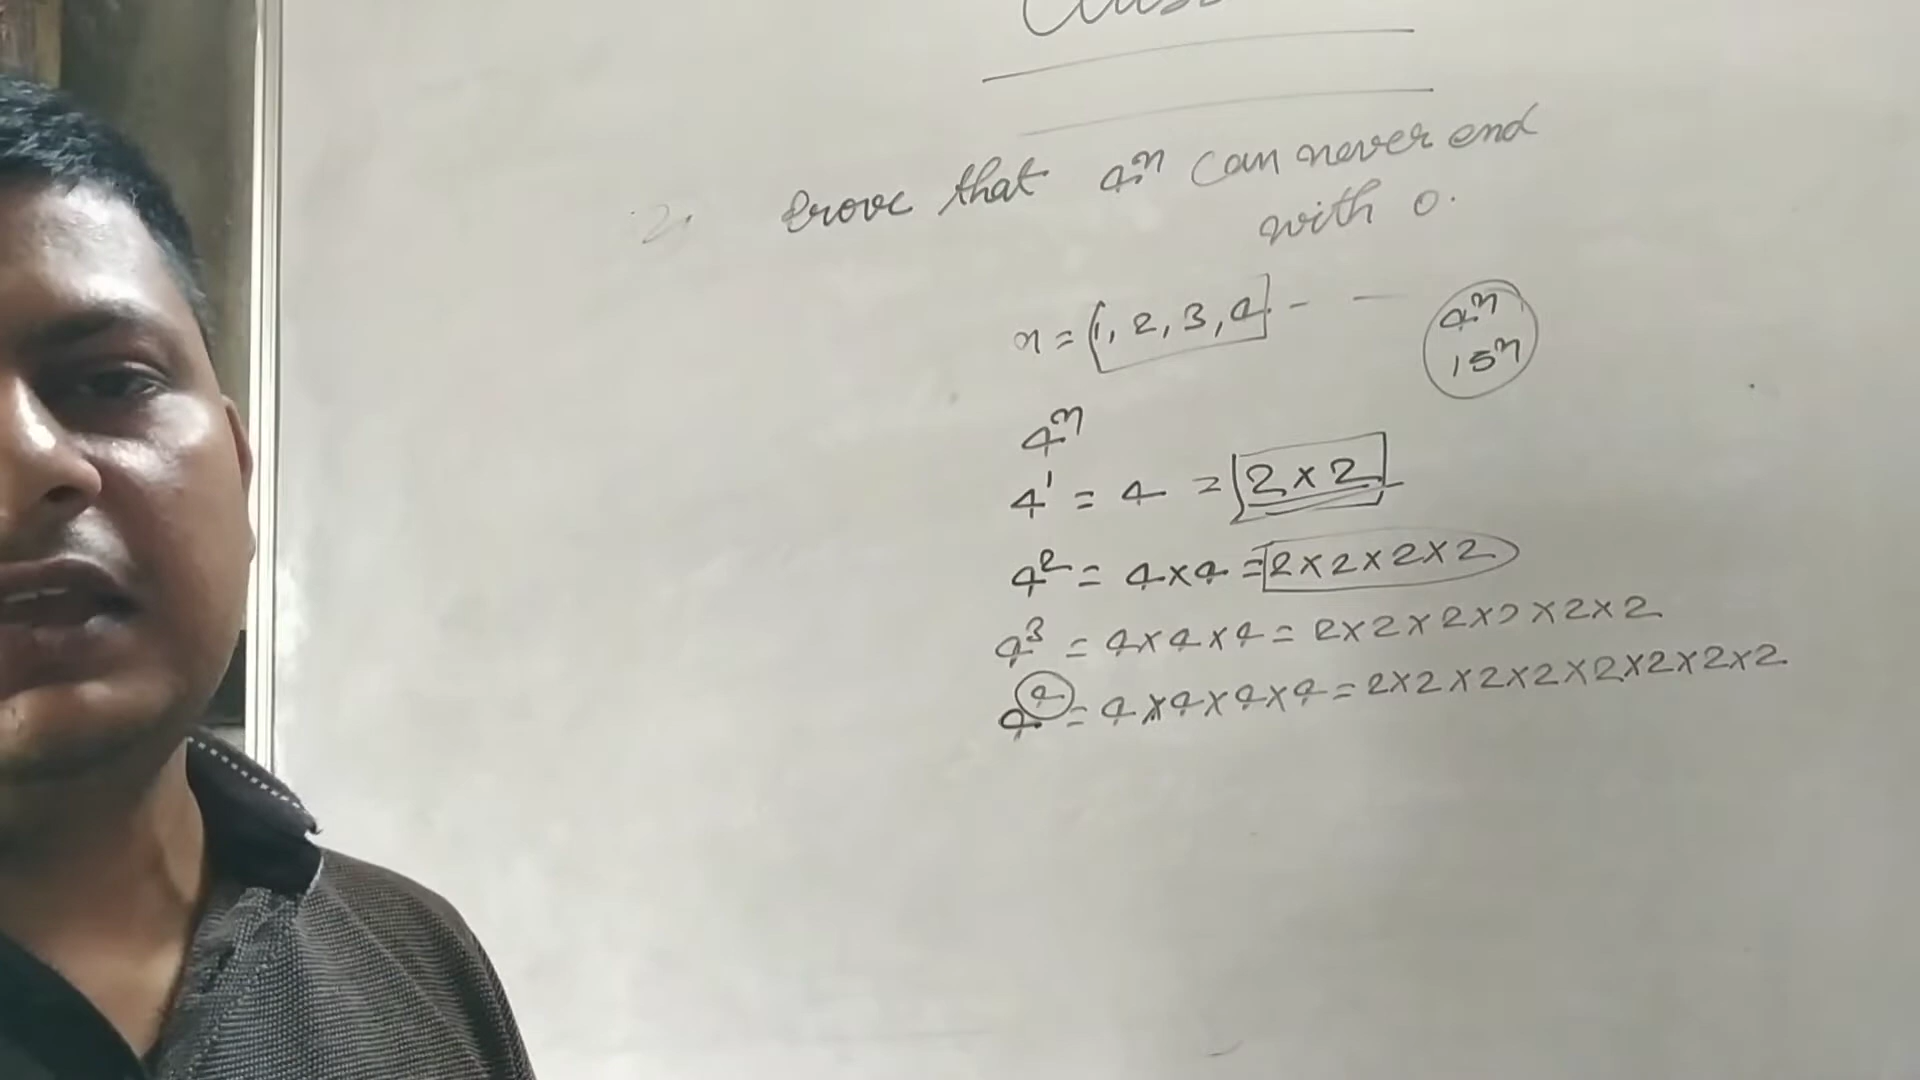 2. Prove that 4ⁿ can never end
with 0.
n = [1, 2, 3, 4] - -
4ⁿ
15ⁿ
4ⁿ
4¹ = 4 = 2×2
4² = 4×4 = 2×2×2×2
4³ = 4×4×4 = 2×2×2×2×2×2
4⁴ = 4×4×4×4 = 2×2×2×2×2×2×2×2